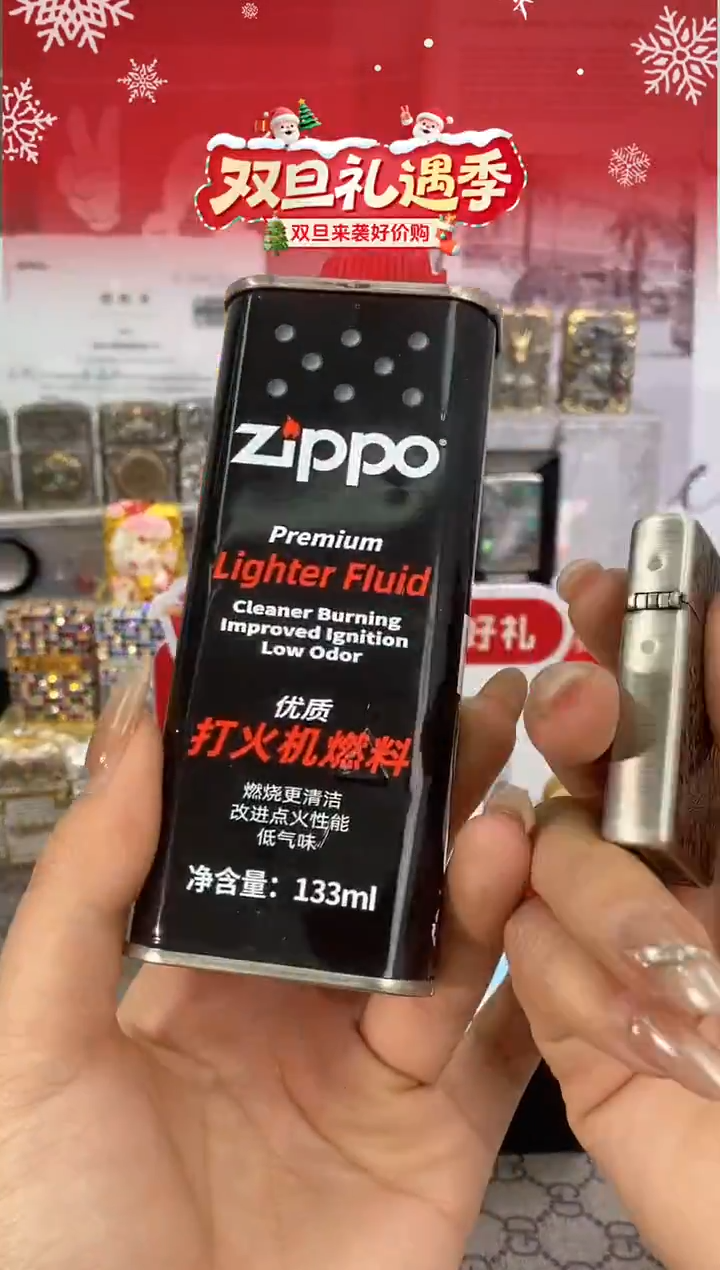 双旦礼遇季
双旦来袭好价购
Zippo
Premium
Lighter Fluid
Cleaner Burning
Improved Ignition
Low Odor
好礼
优质
打火机燃料
燃烧更清洁
改进点火性能
低气味
净含量：133ml